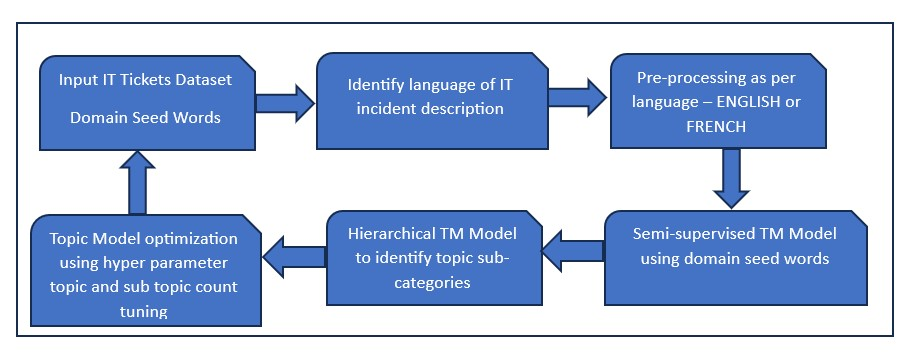 Input IT Tickets Dataset
Domain Seed Words
Identify language of IT
incident description
Pre-processing as per
language – ENGLISH or
FRENCH
Semi-supervised TM Model
using domain seed words
Hierarchical TM Model
to identify topic sub-
categories
Topic Model optimization
using hyper parameter
topic and sub topic count
tuning